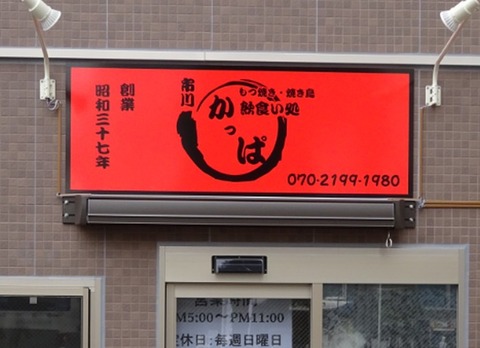 創業
昭和三十七年
市川
かっぱ
もつ焼き・焼き鳥
飲食い処
070-2199-1980
営業時間
PM5:00～PM11:00
定休日：毎週日曜日